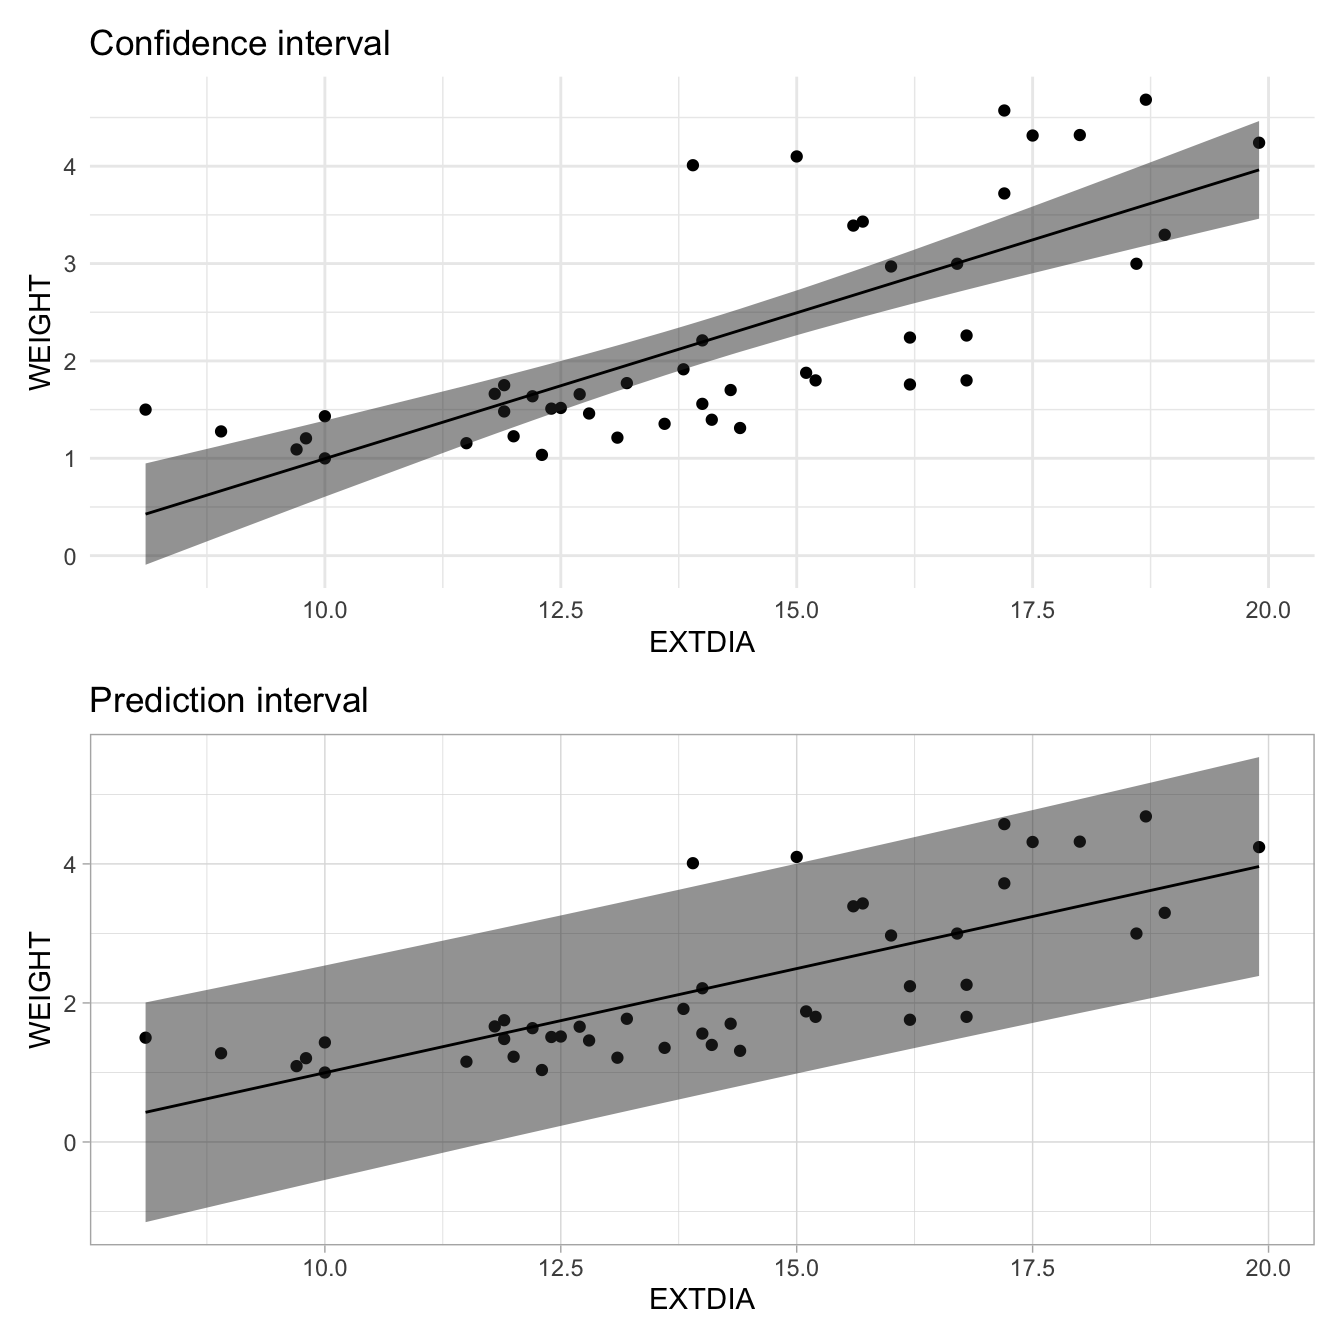 Confidence interval
WEIGHT
4
3
2
1
0
10.0 12.5 15.0 17.5 20.0
EXTDIA
Prediction interval
WEIGHT
4
2
0
10.0 12.5 15.0 17.5 20.0
EXTDIA